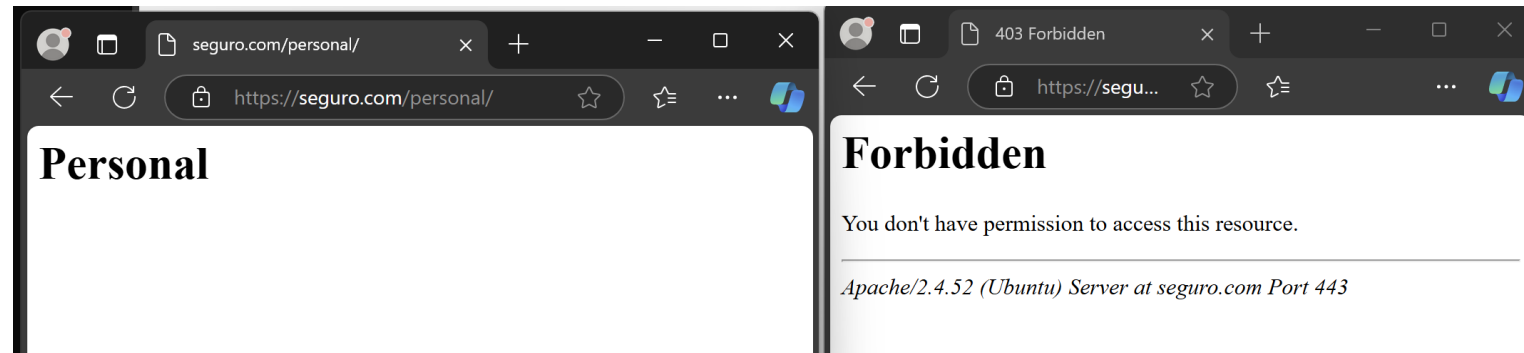 seguro.com/personal/
https://seguro.com/personal/
Personal
403 Forbidden
https://segu...
Forbidden
You don't have permission to access this resource.
Apache/2.4.52 (Ubuntu) Server at seguro.com Port 443